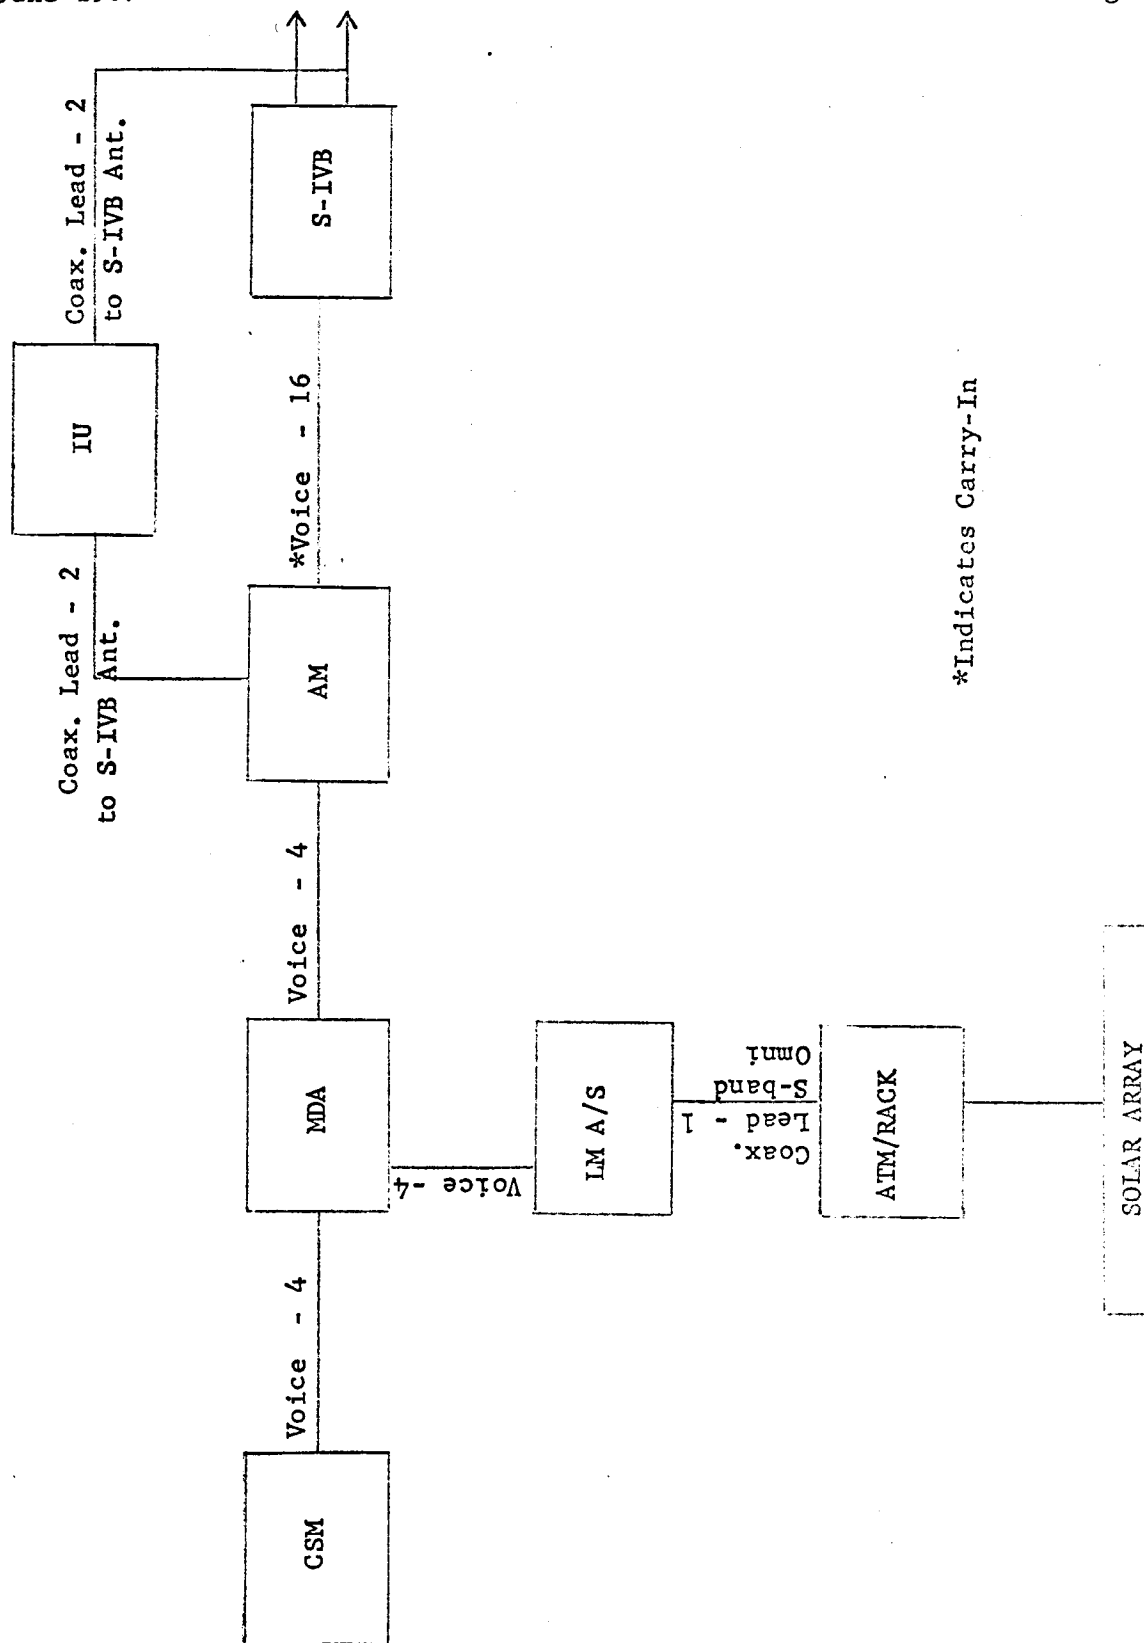 Coax. Lead - 2
to S-IVB Ant.
IU
Coax. Lead - 2
to S-IVB Ant.
CSM
Voice - 4
MDA
Voice - 4
AM
*Voice - 16
S-IVB
Voice -4
LM A/S
Coax.
Lead - 1
S-band
Omni
ATM/RACK
SOLAR ARRAY
*Indicates Carry-In